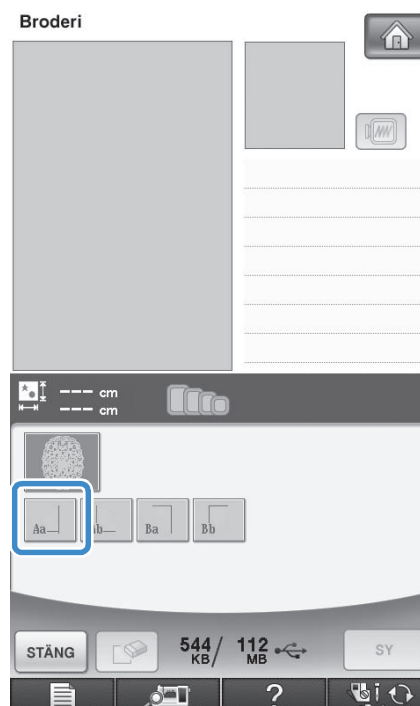 Broderi
--- cm
--- cm
Aa
Ab
Ba
Bb
STÄNG
544 KB / 112 MB
SY
?